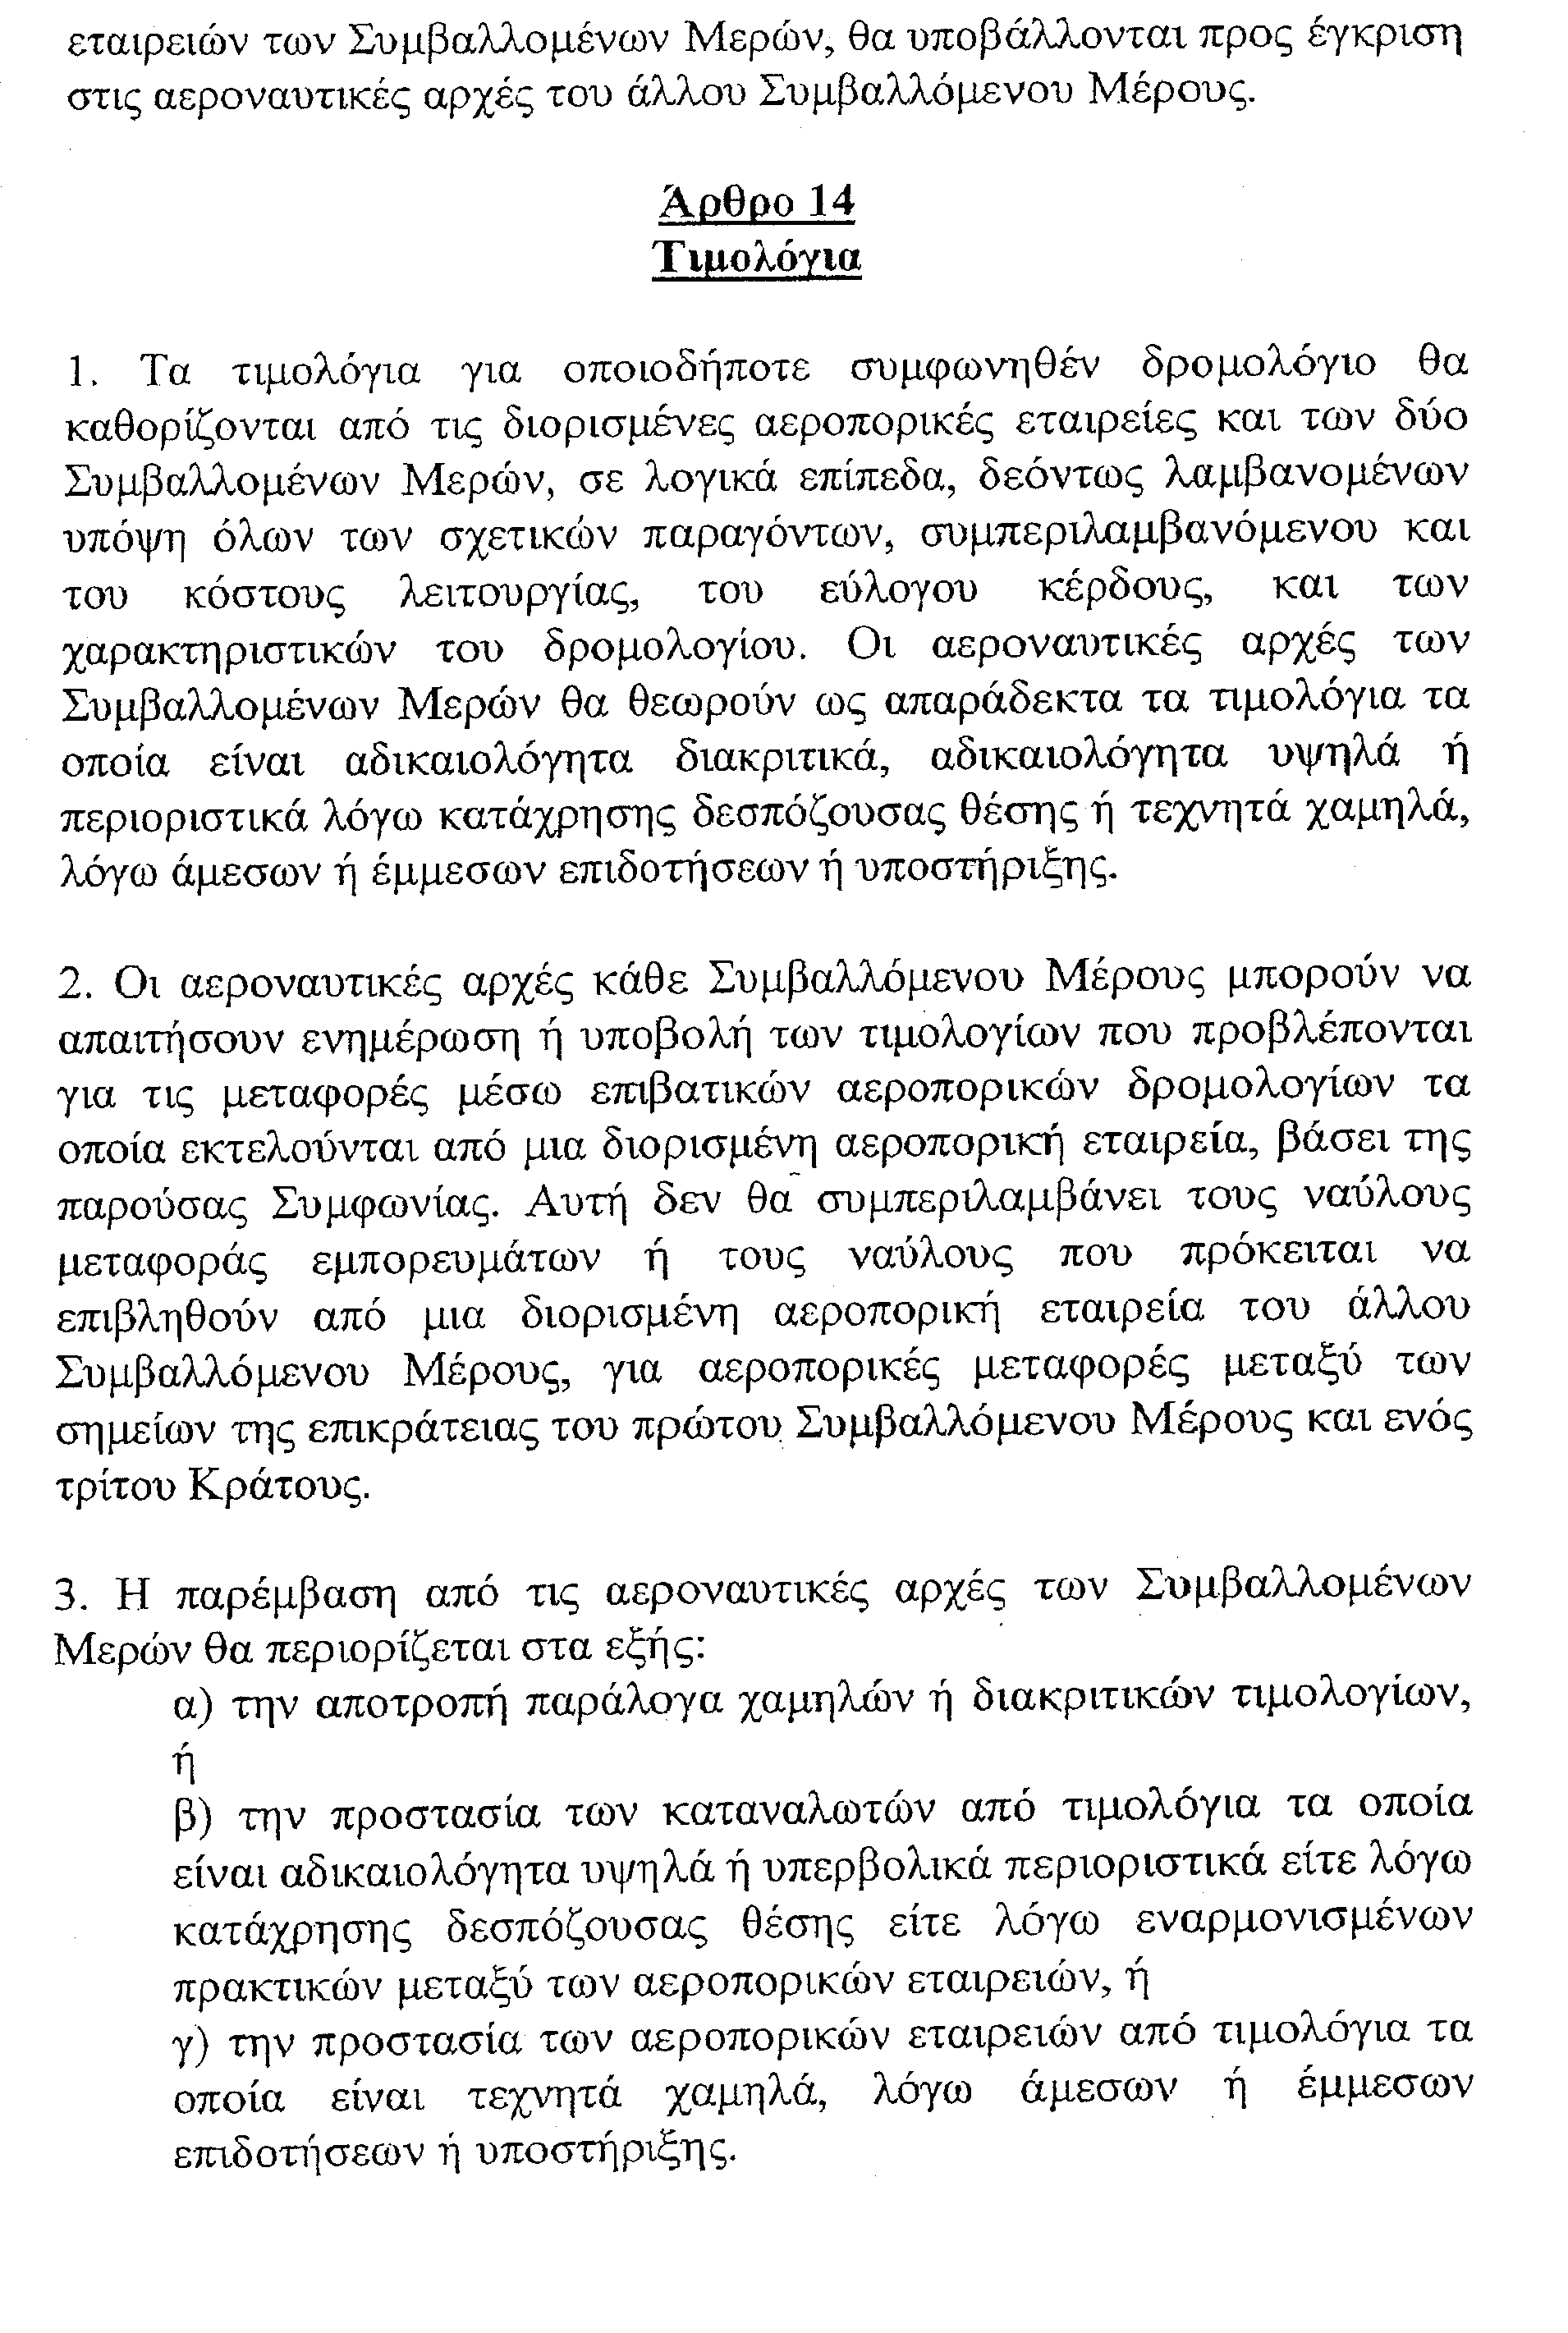 εταιρειών των Συμβαλλομένων Μερών, θα υποβάλλονται προς έγκριση
στις αεροναυτικές αρχές του άλλου Συμβαλλόμενου Μέρους.
Άρθρο 14
Τιμολόγια
1. Τα τιμολόγια για οποιοδήποτε συμφωνηθέν δρομολόγιο θα
καθορίζονται από τις διορισμένες αεροπορικές εταιρείες και των δύο
Συμβαλλομένων Μερών, σε λογικά επίπεδα, δεόντως λαμβανομένων
υπόψη όλων των σχετικών παραγόντων, συμπεριλαμβανόμενου και
του κόστους λειτουργίας, του εύλογου κέρδους, και των
χαρακτηριστικών του δρομολογίου. Οι αεροναυτικές αρχές των
Συμβαλλομένων Μερών θα θεωρούν ως απαράδεκτα τα τιμολόγια τα
οποία είναι αδικαιολόγητα διακριτικά, αδικαιολόγητα υψηλά ή
περιοριστικά λόγω κατάχρησης δεσπόζουσας θέσης ή τεχνητά χαμηλά,
λόγω άμεσων ή έμμεσων επιδοτήσεων ή υποστήριξης.
2. Οι αεροναυτικές αρχές κάθε Συμβαλλόμενου Μέρους μπορούν να
απαιτήσουν ενημέρωση ή υποβολή των τιμολογίων που προβλέπονται
για τις μεταφορές μέσω επιβατικών αεροπορικών δρομολογίων τα
οποία εκτελούνται από μια διορισμένη αεροπορική εταιρεία, βάσει της
παρούσας Συμφωνίας. Αυτή δεν θα συμπεριλαμβάνει τους ναύλους
μεταφοράς εμπορευμάτων ή τους ναύλους που πρόκειται να
επιβληθούν από μια διορισμένη αεροπορική εταιρεία του άλλου
Συμβαλλόμενου Μέρους, για αεροπορικές μεταφορές μεταξύ των
σημείων της επικράτειας του πρώτου Συμβαλλόμενου Μέρους και ενός
τρίτου Κράτους.
3. Η παρέμβαση από τις αεροναυτικές αρχές των Συμβαλλομένων
Μερών θα περιορίζεται στα εξής:
α) την αποτροπή παράλογα χαμηλών ή διακριτικών τιμολογίων,
ή
β) την προστασία των καταναλωτών από τιμολόγια τα οποία
είναι αδικαιολόγητα υψηλά ή υπερβολικά περιοριστικά είτε λόγω
κατάχρησης δεσπόζουσας θέσης είτε λόγω εναρμονισμένων
πρακτικών μεταξύ των αεροπορικών εταιρειών, ή
γ) την προστασία των αεροπορικών εταιρειών από τιμολόγια τα
οποία είναι τεχνητά χαμηλά, λόγω άμεσων ή έμμεσων
επιδοτήσεων ή υποστήριξης.